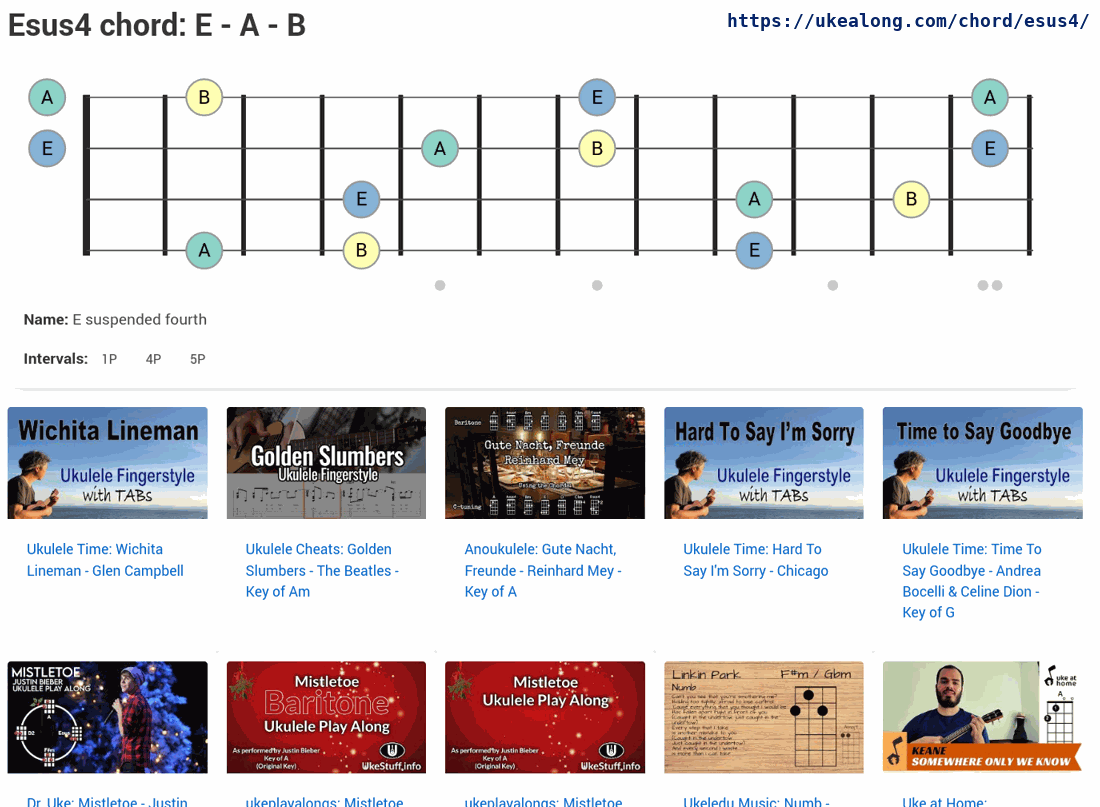 Esus4 chord: E - A - B
https://ukealong.com/chord/esus4/
A B E A
E A B E
E A B
A B E
Name: E suspended fourth
Intervals: 1P 4P 5P
Wichita Lineman
Ukulele Fingerstyle
with TABs
Golden Slumbers
Ukulele Fingerstyle
Baritone
Gute Nacht, Freunde
Reinhard Mey
C-tuning
Hard To Say I'm Sorry
Ukulele Fingerstyle
with TABs
Time to Say Goodbye
Ukulele Fingerstyle
with TABs
Ukulele Time: Wichita
Lineman - Glen Campbell
Ukulele Cheats: Golden
Slumbers - The Beatles -
Key of Am
Anoukulele: Gute Nacht,
Freunde - Reinhard Mey -
Key of A
Ukulele Time: Hard To
Say I'm Sorry - Chicago
Ukulele Time: Time To
Say Goodbye - Andrea
Bocelli & Celine Dion -
Key of G
MISTLETOE
JUSTIN BIEBER
UKULELE PLAY ALONG
Mistletoe
Baritone
Ukulele Play Along
As performed by Justin Bieber
Key of A
(Original Key)
UkeStuff.info
Mistletoe
Ukulele Play Along
As performed by Justin Bieber
Key of A
(Original Key)
UkeStuff.info
Linkin Park
Numb
F#m / Gbm
uke at
home
A
KEANE
SOMEWHERE ONLY WE KNOW
Dr. Uke: Mistletoe - Justin
ukeplayalongs: Mistletoe
ukeplayalongs: Mistletoe
Ukeledu Music: Numb -
Uke at Home: